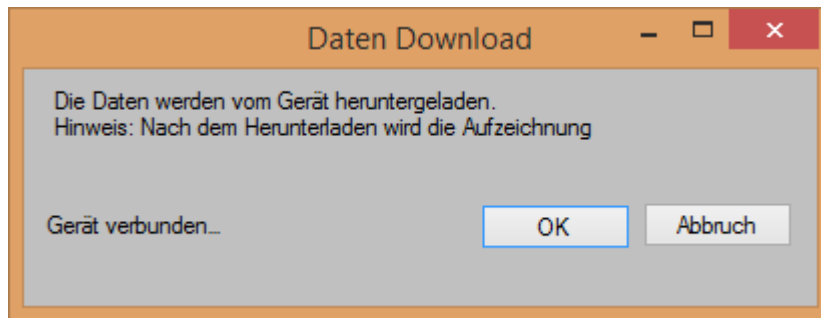 Daten Download
Die Daten werden vom Gerät heruntergeladen.
Hinweis: Nach dem Herunterladen wird die Aufzeichnung
Gerät verbunden...
OK
Abbruch